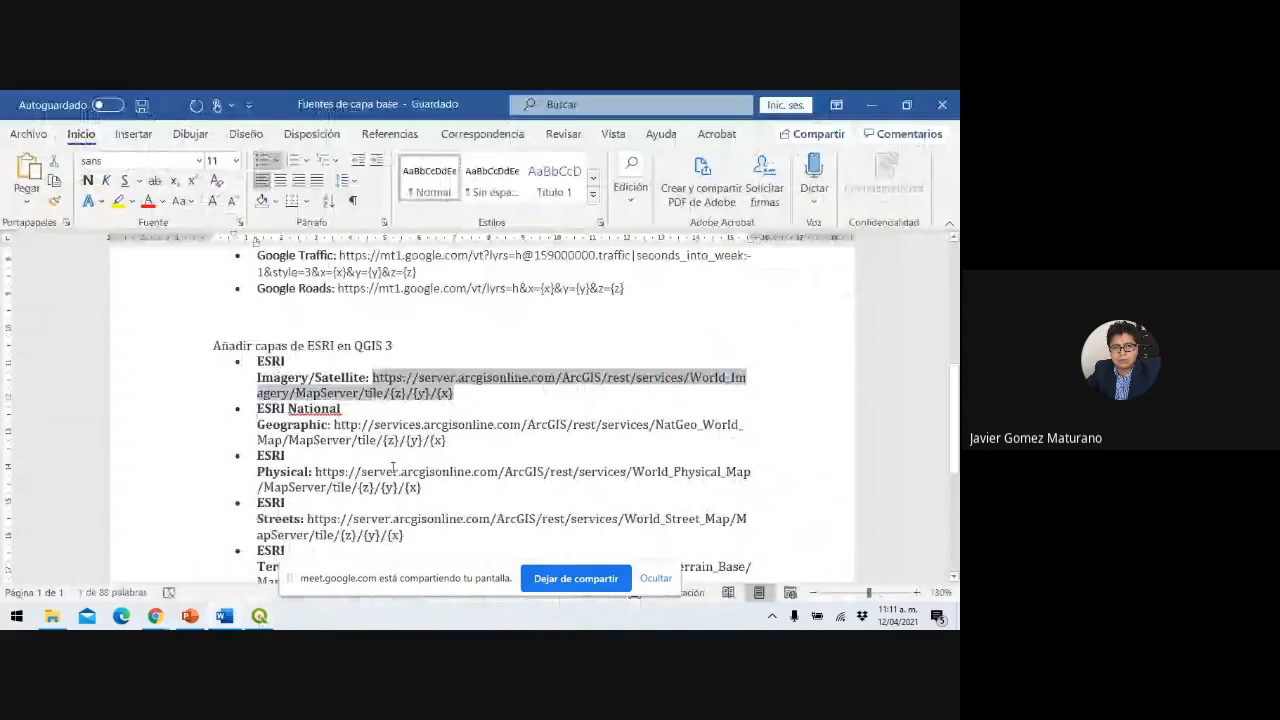 Autoguardado
Fuentes de capa base - Guardado
Buscar
Inic. ses.
Archivo Inicio Insertar Dibujar Diseño Disposición Referencias Correspondencia Revisar Vista Ayuda Acrobat Compartir Comentarios
Pegar
sans 11
N K S ab x₂ x²
A A Aa A A
AaBbCcDdEe AaBbCcDdEe AaBbCcD
¶ Normal ¶ Sin espa... Título 1
Edición
Crear y compartir PDF de Adobe
Solicitar firmas
Dictar
Portapapeles Fuente Párrafo Estilos Adobe Acrobat Voz Confidencialidad
• Google Traffic: https://mt1.google.com/vt?lyrs=h@159000000.traffic|seconds_into_week:-
1&style=3&x={x}&y={y}&z={z}
• Google Roads: https://mt1.google.com/vt/lyrs=h&x={x}&y={y}&z={z}
Añadir capas de ESRI en QGIS 3
• ESRI
Imagery/Satellite: https://server.arcgisonline.com/ArcGIS/rest/services/World_Im
agery/MapServer/tile/{z}/{y}/{x}
• ESRI National
Geographic: http://services.arcgisonline.com/ArcGIS/rest/services/NatGeo_World_
Map/MapServer/tile/{z}/{y}/{x}
• ESRI
Physical: https://server.arcgisonline.com/ArcGIS/rest/services/World_Physical_Map
/MapServer/tile/{z}/{y}/{x}
• ESRI
Streets: https://server.arcgisonline.com/ArcGIS/rest/services/World_Street_Map/M
apServer/tile/{z}/{y}/{x}
• ESRI
meet.google.com está compartiendo tu pantalla.
Dejar de compartir
Ocultar
Página 1 de 1 1 de 88 palabras
130%
11:11 a. m.
12/04/2021
Javier Gomez Maturano